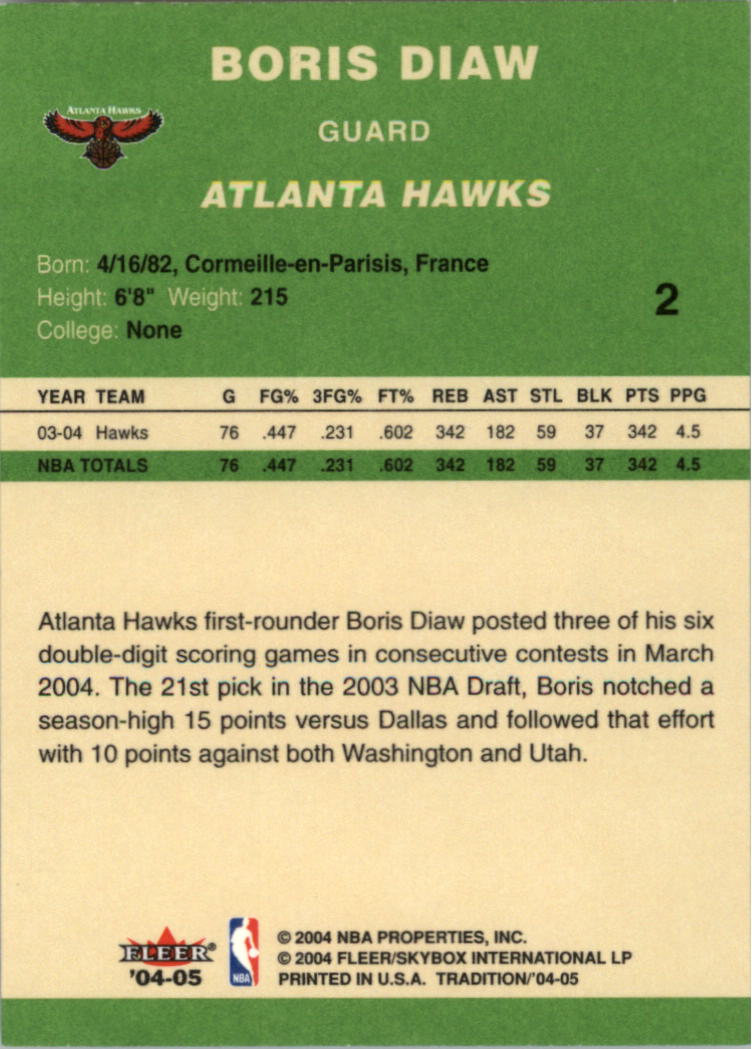 BORIS DIAW
ATLANTA HAWKS
GUARD
ATLANTA HAWKS
Born: 4/16/82, Cormeille-en-Parisis, France
Height: 6'8" Weight: 215
2
College: None
YEAR TEAM G FG% 3FG% FT% REB AST STL BLK PTS PPG
03-04 Hawks 76 .447 .231 .602 342 182 59 37 342 4.5
NBA TOTALS 76 .447 .231 .602 342 182 59 37 342 4.5
Atlanta Hawks first-rounder Boris Diaw posted three of his six
double-digit scoring games in consecutive contests in March
2004. The 21st pick in the 2003 NBA Draft, Boris notched a
season-high 15 points versus Dallas and followed that effort
with 10 points against both Washington and Utah.
FLEER®
'04-05
NBA
© 2004 NBA PROPERTIES, INC.
© 2004 FLEER/SKYBOX INTERNATIONAL LP
PRINTED IN U.S.A. TRADITION/'04-05